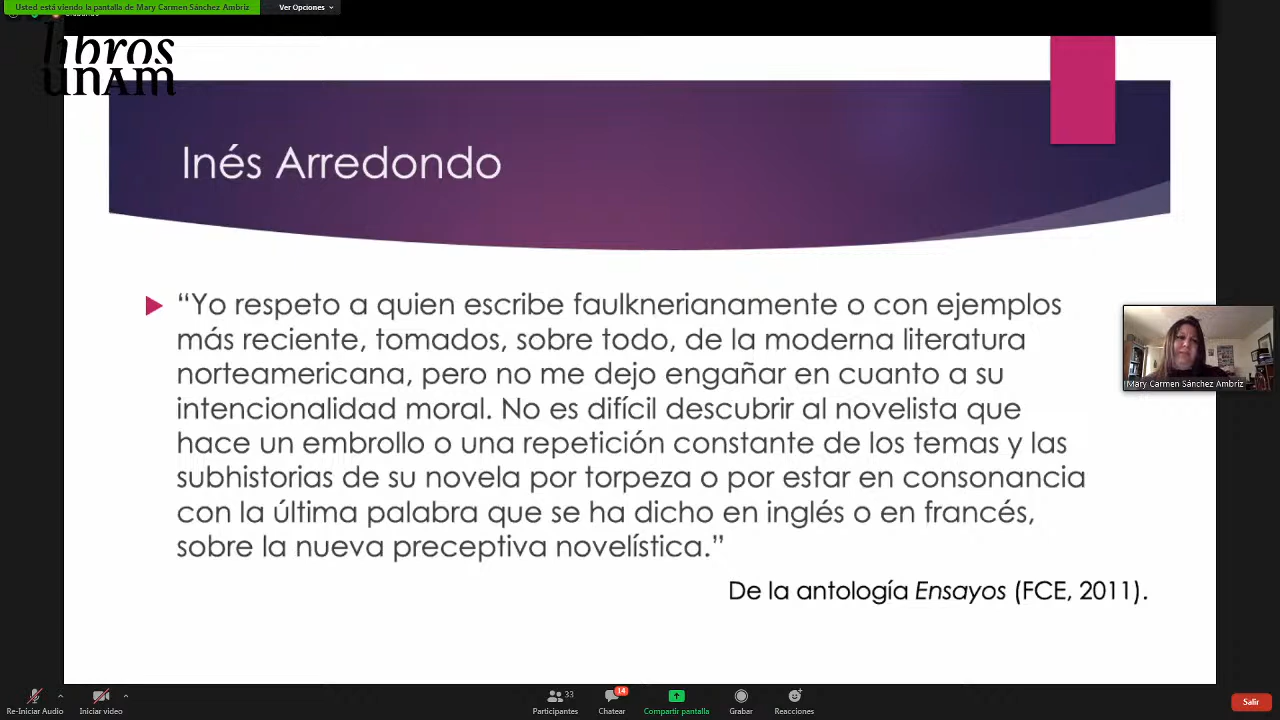 Usted está viendo la pantalla de Mary Carmen Sánchez Ambriz
Ver Opciones
libros
unam
Inés Arredondo
“Yo respeto a quien escribe faulknerianamente o con ejemplos
más reciente, tomados, sobre todo, de la moderna literatura
norteamericana, pero no me dejo engañar en cuanto a su
intencionalidad moral. No es difícil descubrir al novelista que
hace un embrollo o una repetición constante de los temas y las
subhistorias de su novela por torpeza o por estar en consonancia
con la última palabra que se ha dicho en inglés o en francés,
sobre la nueva preceptiva novelística.”
De la antología Ensayos (FCE, 2011).
Mary Carmen Sánchez Ambriz
Re-Iniciar Audio
Iniciar video
33
Participantes
14
Chatear
Compartir pantalla
Grabar
Reacciones
Salir